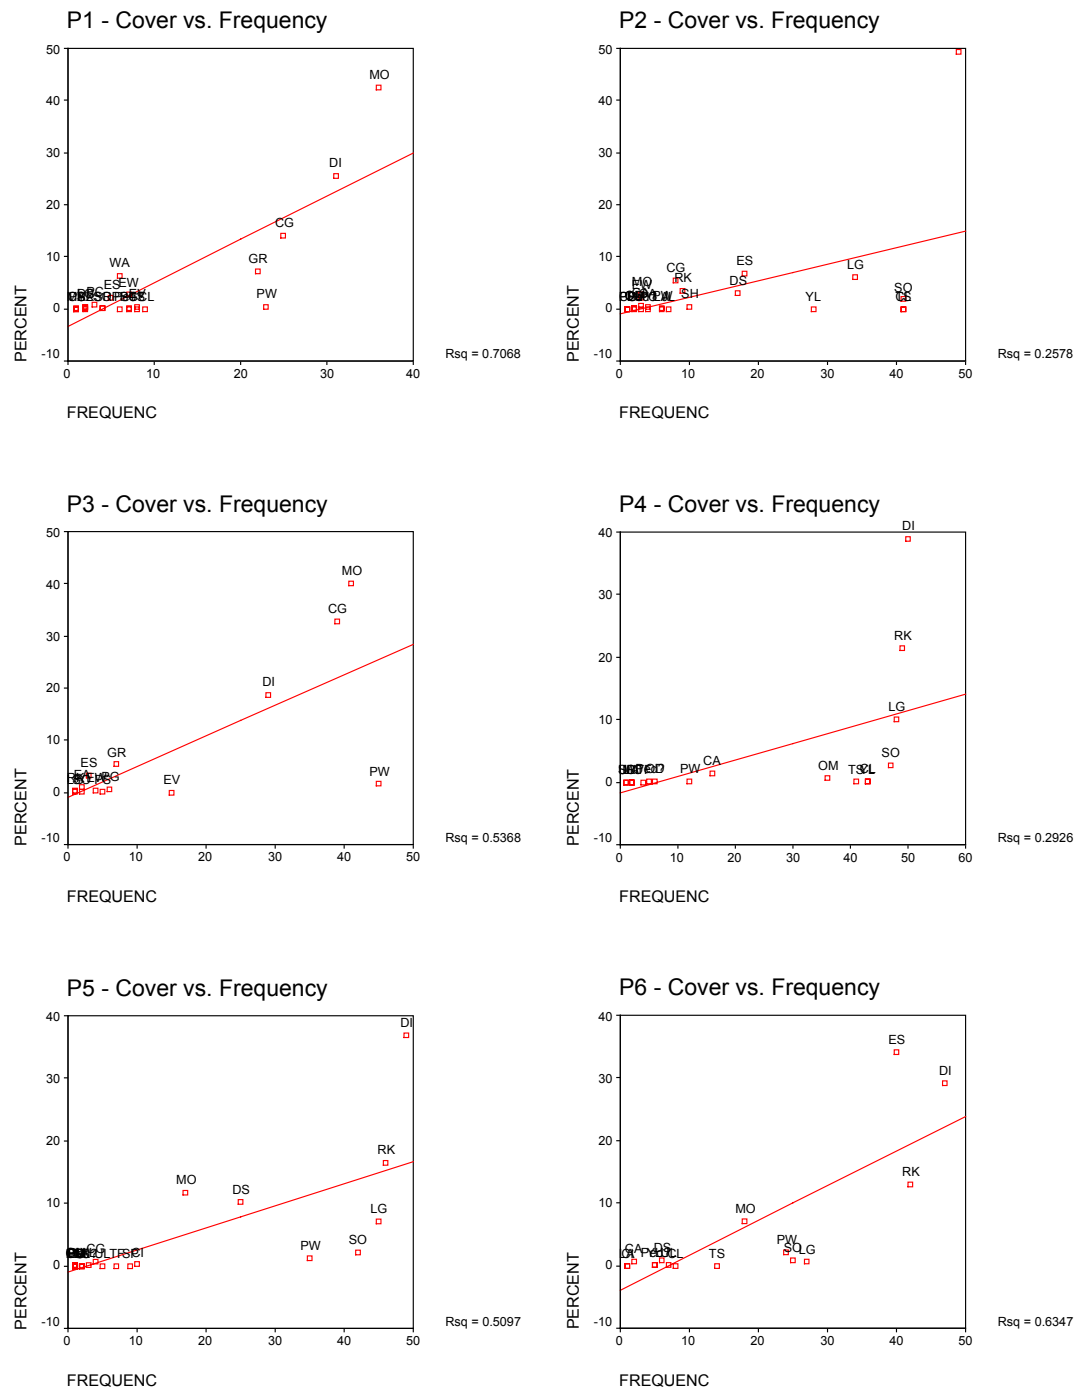 P1 - Cover vs. Frequency
50
40
30
20
10
0
-10
PERCENT
MO
DI
CG
GR
PW
WA
ES
EW
EV
CL
0 10 20 30 40
FREQUENC
Rsq = 0.7068
P2 - Cover vs. Frequency
50
40
30
20
10
0
-10
PERCENT
MO
CG
RK
SH
DS
ES
YL
LG
SO
0 10 20 30 40 50
FREQUENC
Rsq = 0.2578
P3 - Cover vs. Frequency
50
40
30
20
10
0
-10
PERCENT
MO
CG
DI
GR
ES
EV
PW
0 10 20 30 40 50
FREQUENC
Rsq = 0.5368
P4 - Cover vs. Frequency
40
30
20
10
0
-10
PERCENT
DI
RK
LG
SO
OM
TS
CA
PW
0 10 20 30 40 50 60
FREQUENC
Rsq = 0.2926
P5 - Cover vs. Frequency
40
30
20
10
0
-10
PERCENT
DI
RK
MO
DS
LG
SO
PW
CG
0 10 20 30 40 50
FREQUENC
Rsq = 0.5097
P6 - Cover vs. Frequency
40
30
20
10
0
-10
PERCENT
ES
DI
RK
MO
PW
SO
LG
TS
DS
CA
CL
0 10 20 30 40 50
FREQUENC
Rsq = 0.6347